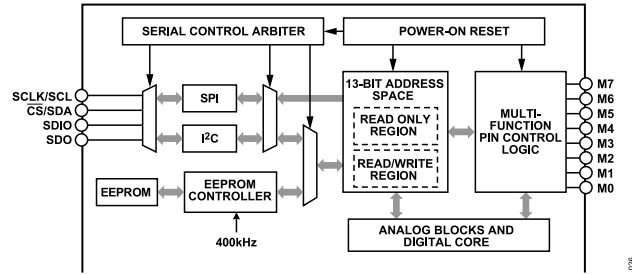 SERIAL CONTROL ARBITER
POWER-ON RESET
SCLK/SCL
CS/SDA
SDIO
SDO
SPI
I2C
EEPROM
EEPROM
CONTROLLER
400kHz
13-BIT ADDRESS
SPACE
READ ONLY
REGION
READ/WRITE
REGION
MULTI-
FUNCTION
PIN CONTROL
LOGIC
M7
M6
M5
M4
M3
M2
M1
M0
ANALOG BLOCKS AND
DIGITAL CORE
026